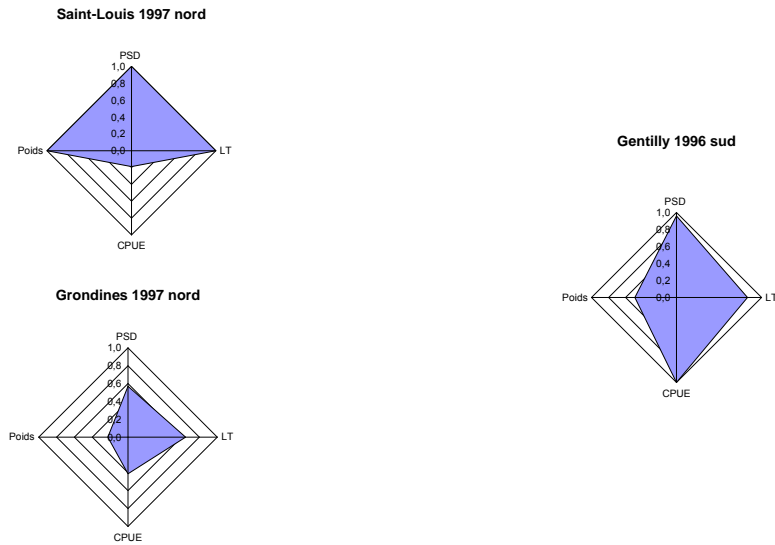 Saint-Louis 1997 nord
PSD
1,0
0,8
0,6
0,4
0,2
Poids 0,0 LT
CPUE
Grondines 1997 nord
PSD
1,0
0,8
0,6
0,4
0,2
Poids 0,0 LT
CPUE
Gentilly 1996 sud
PSD
1,0
0,8
0,6
0,4
0,2
Poids 0,0 LT
CPUE